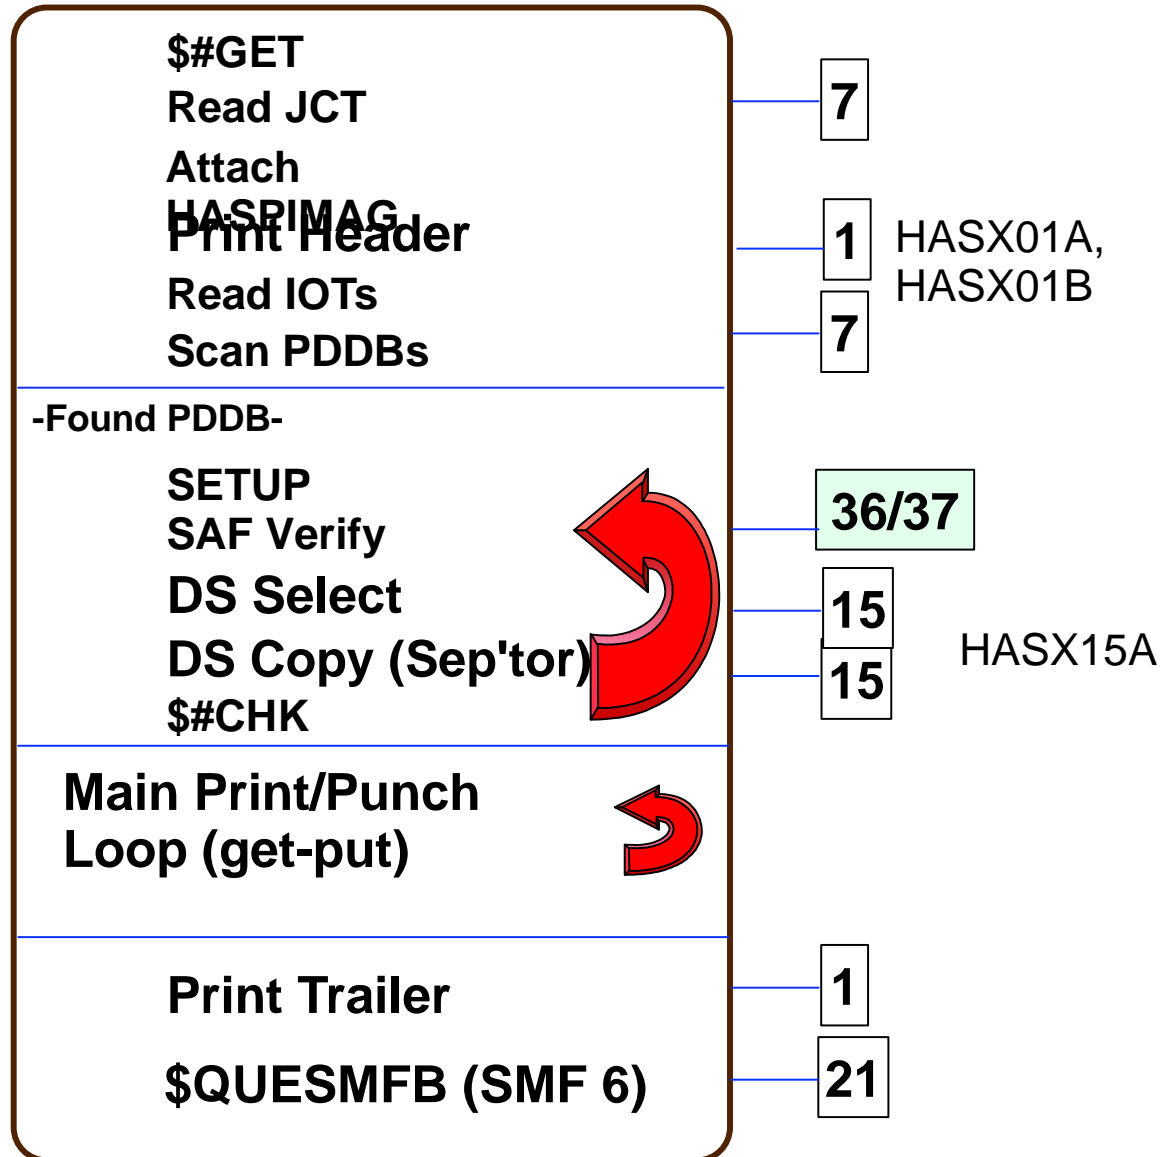 $#GET
Read JCT
7
Attach
HASPIMAG
Print Header
1
HASX01A,
HASX01B
Read IOTs
7
Scan PDDBs
-Found PDDB-
SETUP
SAF Verify
36/37
DS Select
15
DS Copy (Sep'tor)
15
HASX15A
$#CHK
Main Print/Punch
Loop (get-put)
Print Trailer
1
$QUESMFB (SMF 6)
21